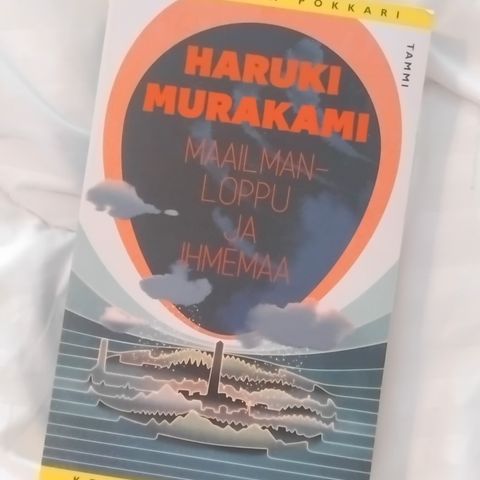 POKKARI
TAMMI
HARUKI
MURAKAMI
MAAILMAN-
LOPPU
JA
IHMEMAA